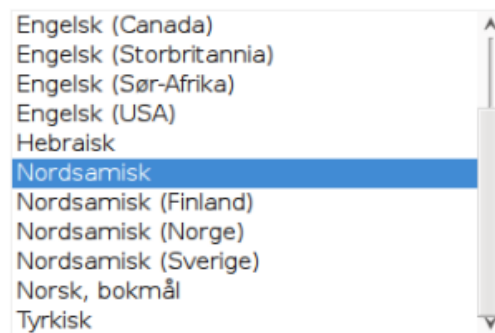 Engelsk (Canada)
Engelsk (Storbritannia)
Engelsk (Sør-Afrika)
Engelsk (USA)
Hebraisk
Nordsamisk
Nordsamisk (Finland)
Nordsamisk (Norge)
Nordsamisk (Sverige)
Norsk, bokmål
Tyrkisk